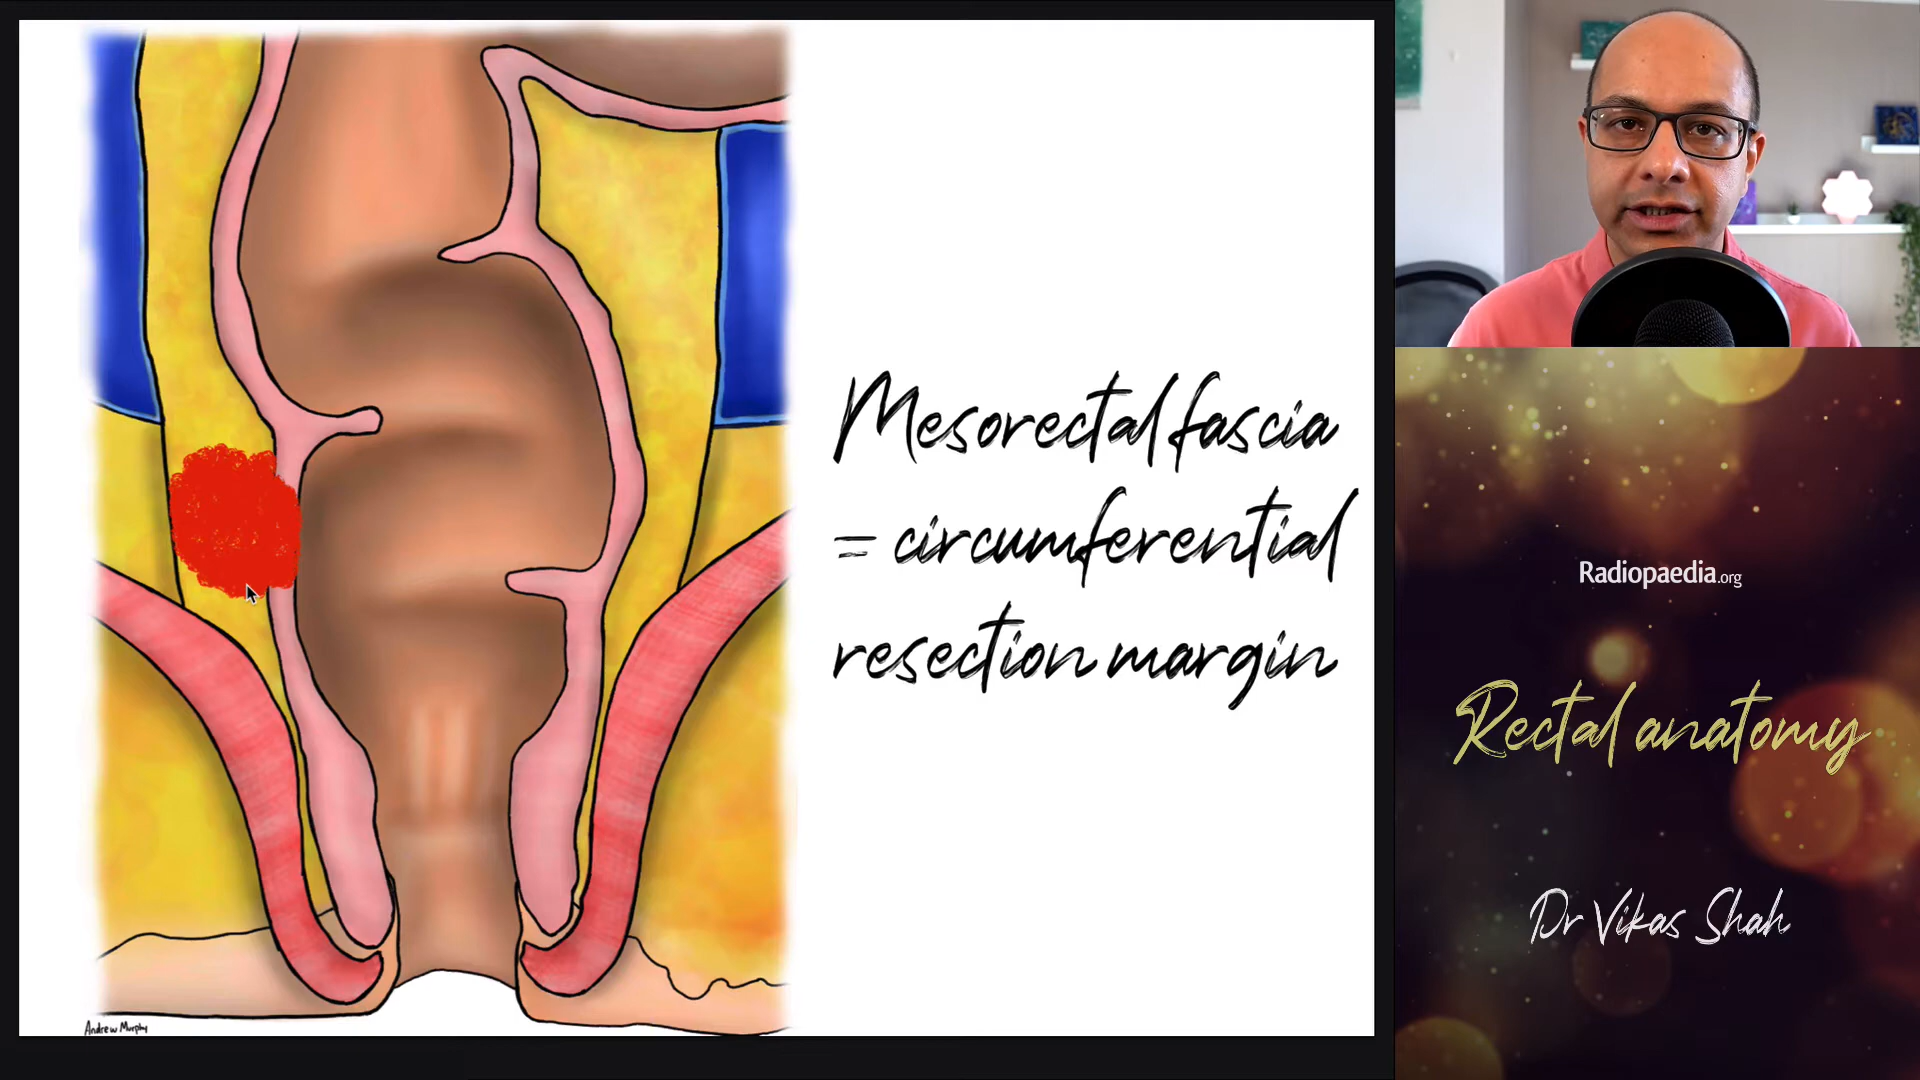 Mesorectal fascia
= circumferential
resection margin
Andrew Murphy
Radiopaedia.org
Rectal anatomy
Dr Vikas Shah